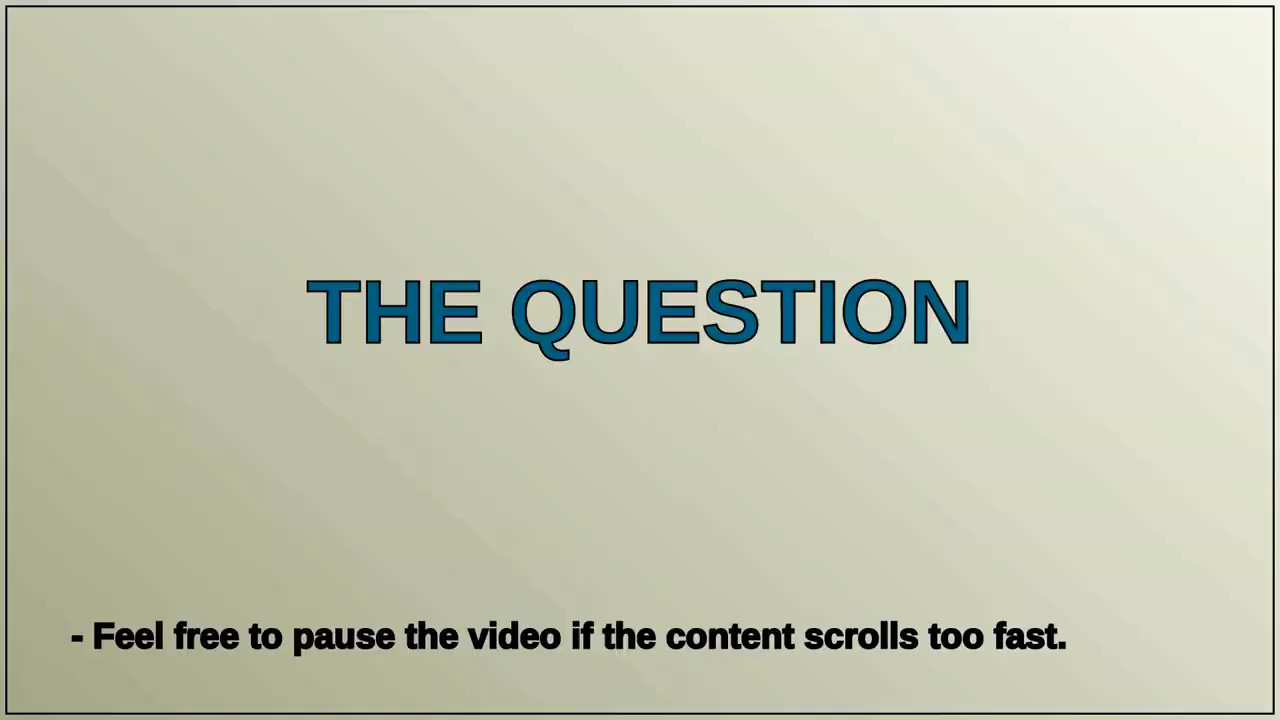 THE QUESTION
- Feel free to pause the video if the content scrolls too fast.